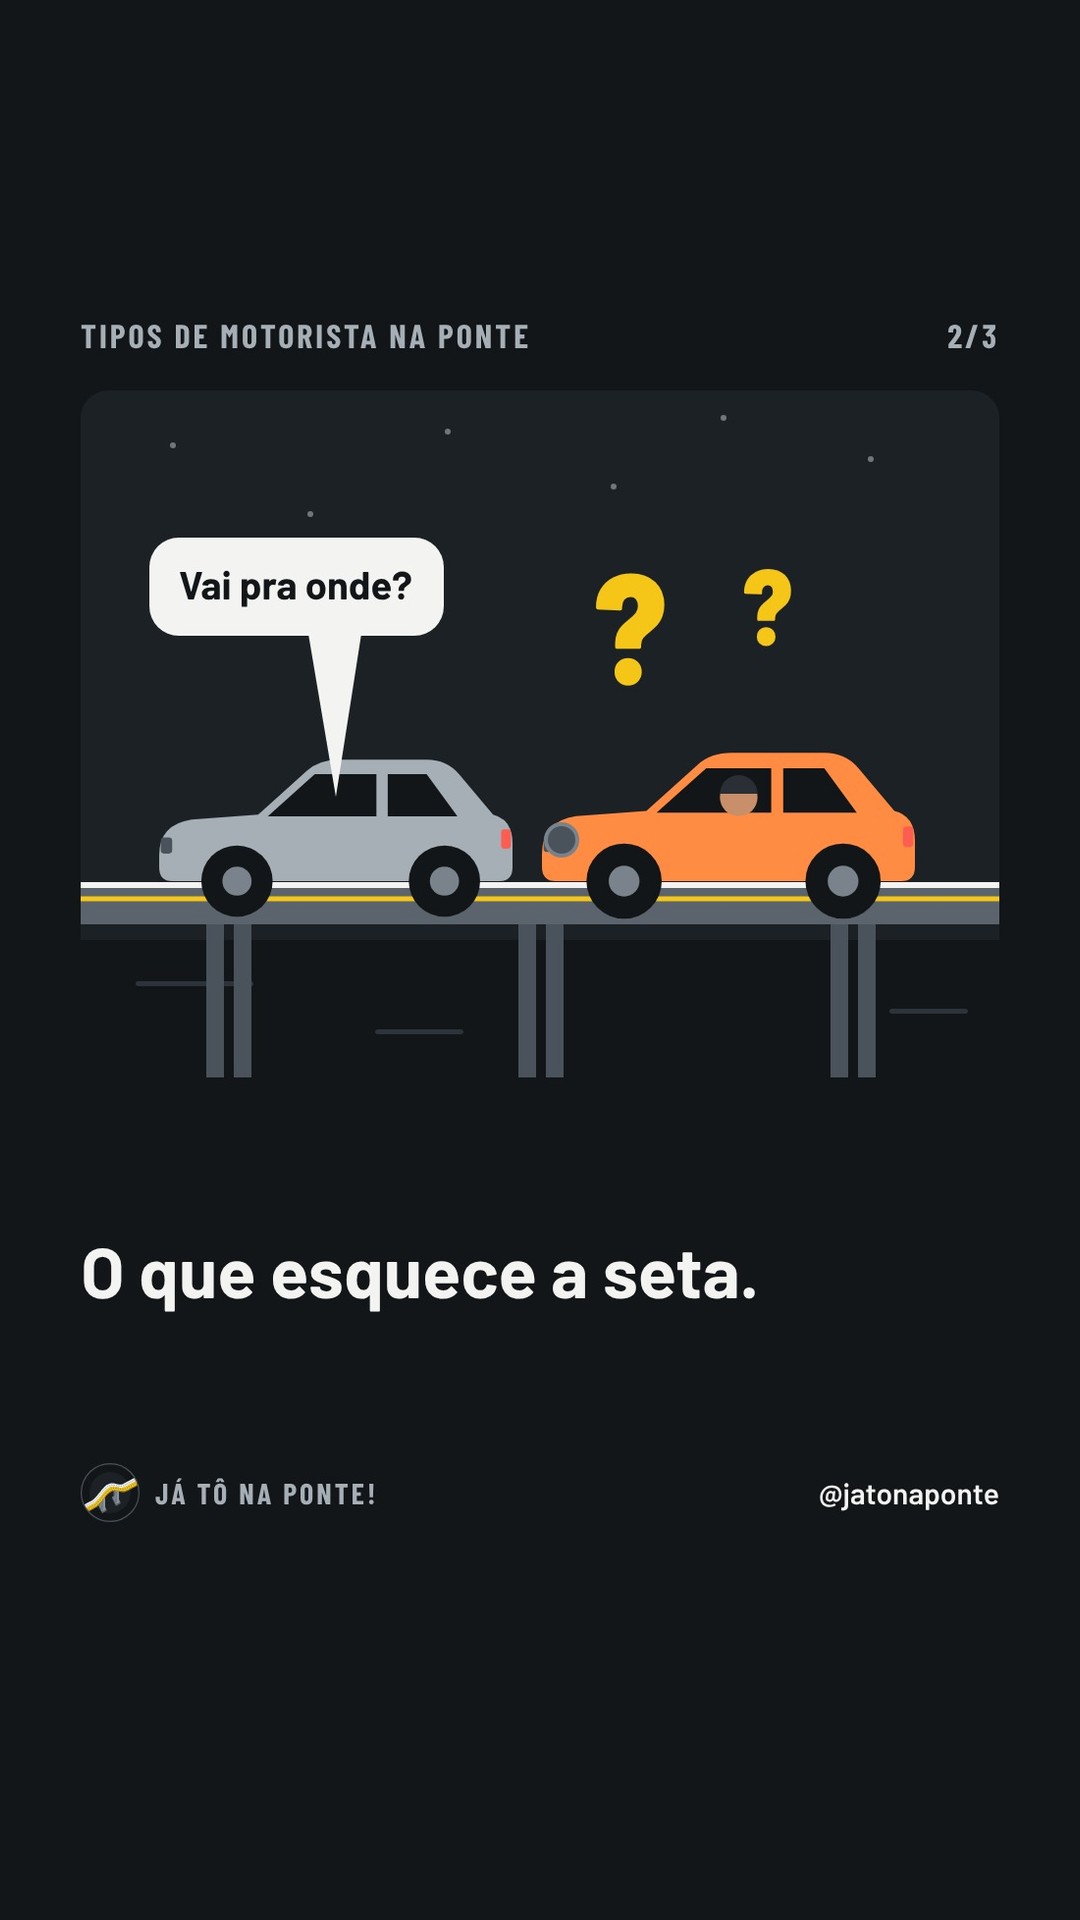 TIPOS DE MOTORISTA NA PONTE 2/3
Vai pra onde?
? ?
O que esquece a seta.
JÁ TÔ NA PONTE! @jatonaponte